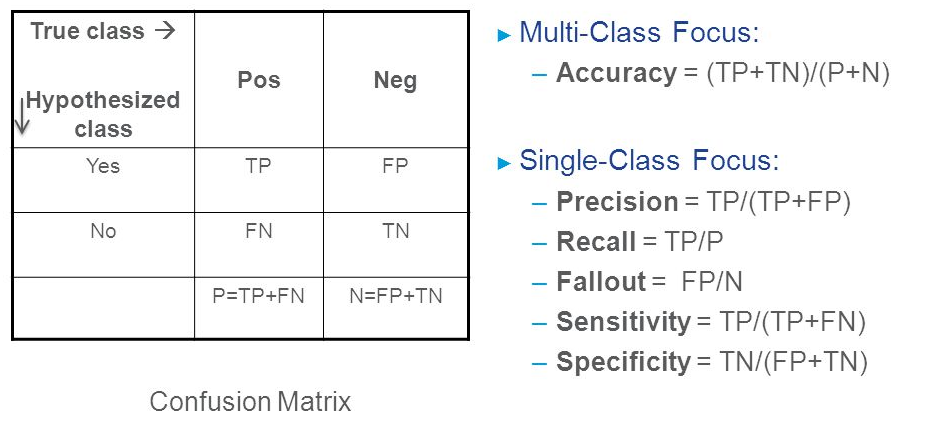 True class →
Pos
Neg
↓Hypothesized
class
Yes
TP
FP
No
FN
TN
P=TP+FN
N=FP+TN
Confusion Matrix
► Multi-Class Focus:
– Accuracy = (TP+TN)/(P+N)
► Single-Class Focus:
– Precision = TP/(TP+FP)
– Recall = TP/P
– Fallout = FP/N
– Sensitivity = TP/(TP+FN)
– Specificity = TN/(FP+TN)